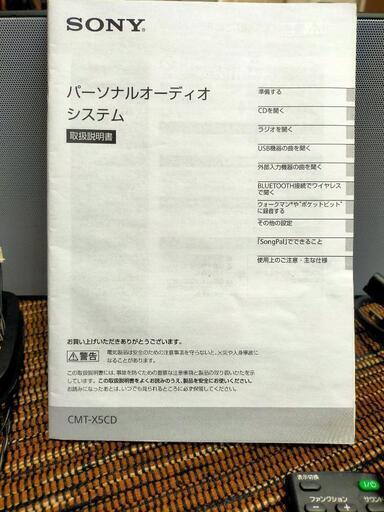 SONY®
パーソナルオーディオ
システム
取扱説明書
準備する
CDを聞く
ラジオを聞く
USB機器の曲を聞く
外部入力機器の曲を聞く
BLUETOOTH接続でワイヤレス
で聞く
ウォークマン®や"ポケットビット"
に録音する
その他の設定
「SongPal」でできること
使用上のご注意・主な仕様
お買い上げいただきありがとうございます。
警告
電気製品は安全のための注意事項を守らないと、火災や人身事故に
なることがあります。
この取扱説明書には、事故を防ぐための重要な注意事項と製品の取り扱いかたを示
しています。この取扱説明書をよくお読みのうえ、製品を安全にお使いください。
お読みになったあとは、いつでも見られるところに必ず保管してください。
CMT-X5CD
表示切換
I/
ファンクション
サウンド
− +